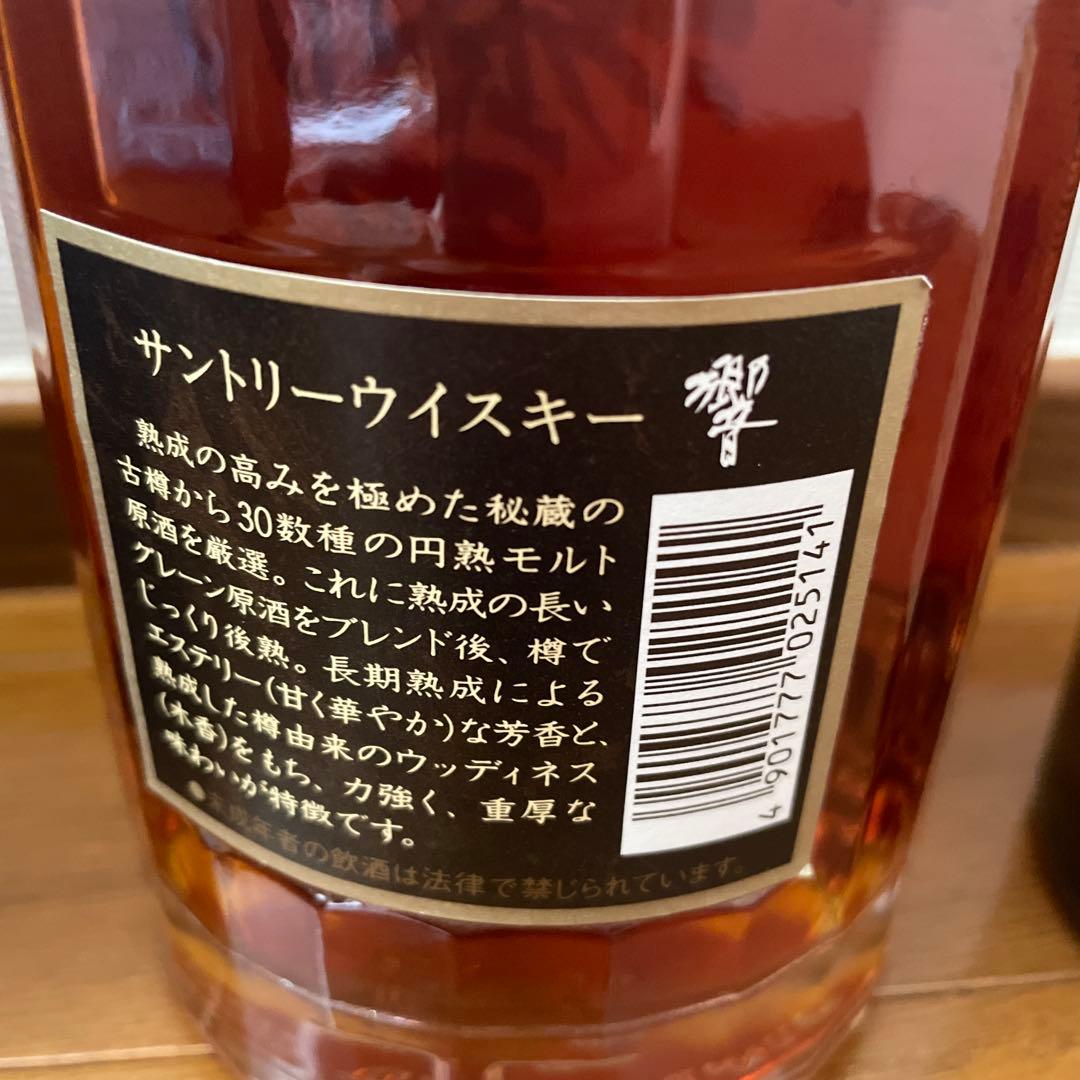 サントリーウイスキー 響
熟成の高みを極めた秘蔵の
古樽から30数種の円熟モルト
原酒を厳選。これに熟成の長い
グレーン原酒をブレンド後、樽で
じっくり後熟。長期熟成による
エステリー(甘く華やか)な芳香と、
熟成した樽由来のウッディネス
(木香)をもち、力強く、重厚な
味わいが特徴です。
●未成年者の飲酒は法律で禁じられています。
4 901777 025141